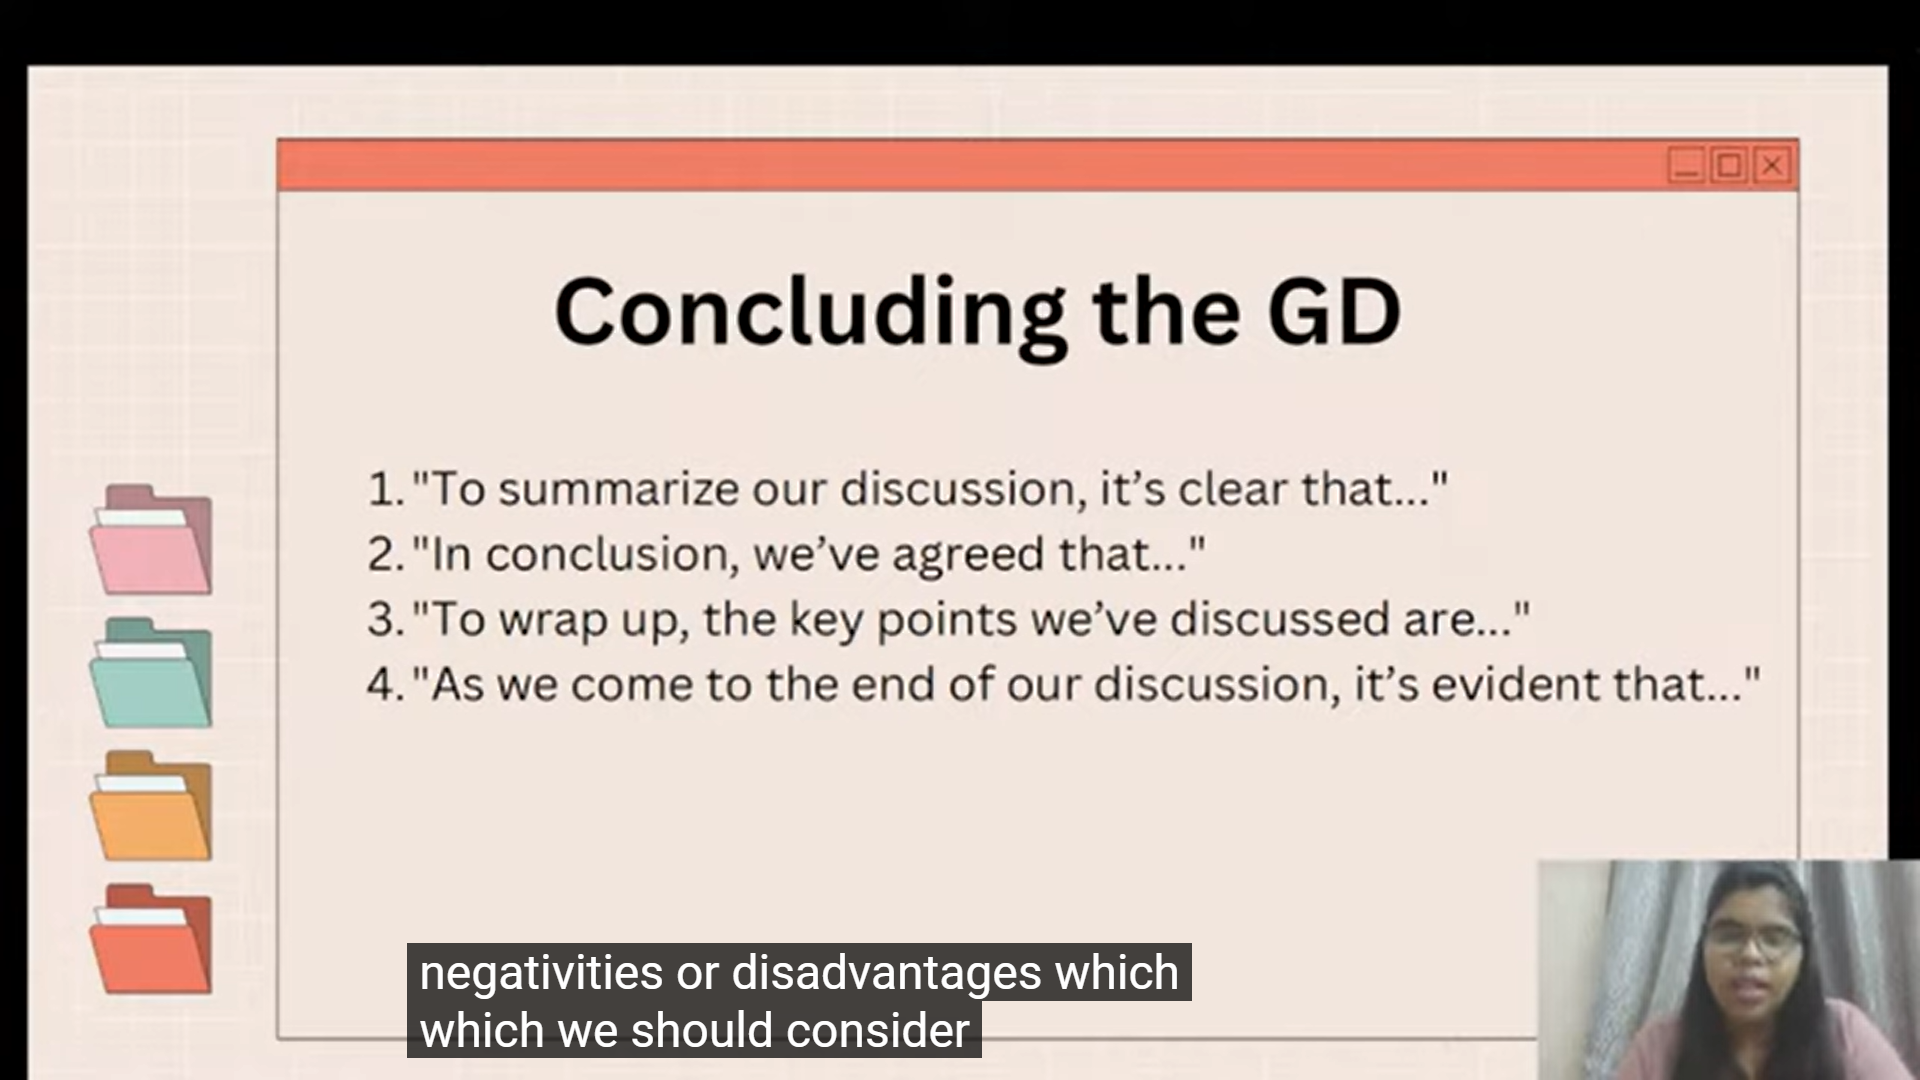 Concluding the GD
1. "To summarize our discussion, it’s clear that..."
2. "In conclusion, we’ve agreed that..."
3. "To wrap up, the key points we’ve discussed are..."
4. "As we come to the end of our discussion, it’s evident that..."
negativities or disadvantages which
which we should consider